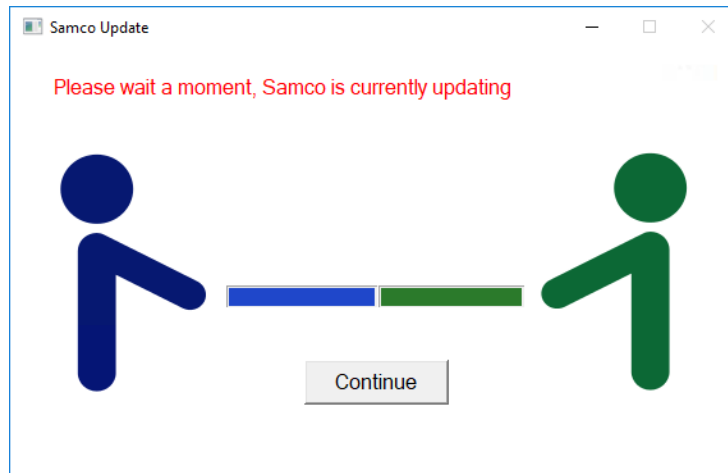 Samco Update
Please wait a moment, Samco is currently updating
Continue